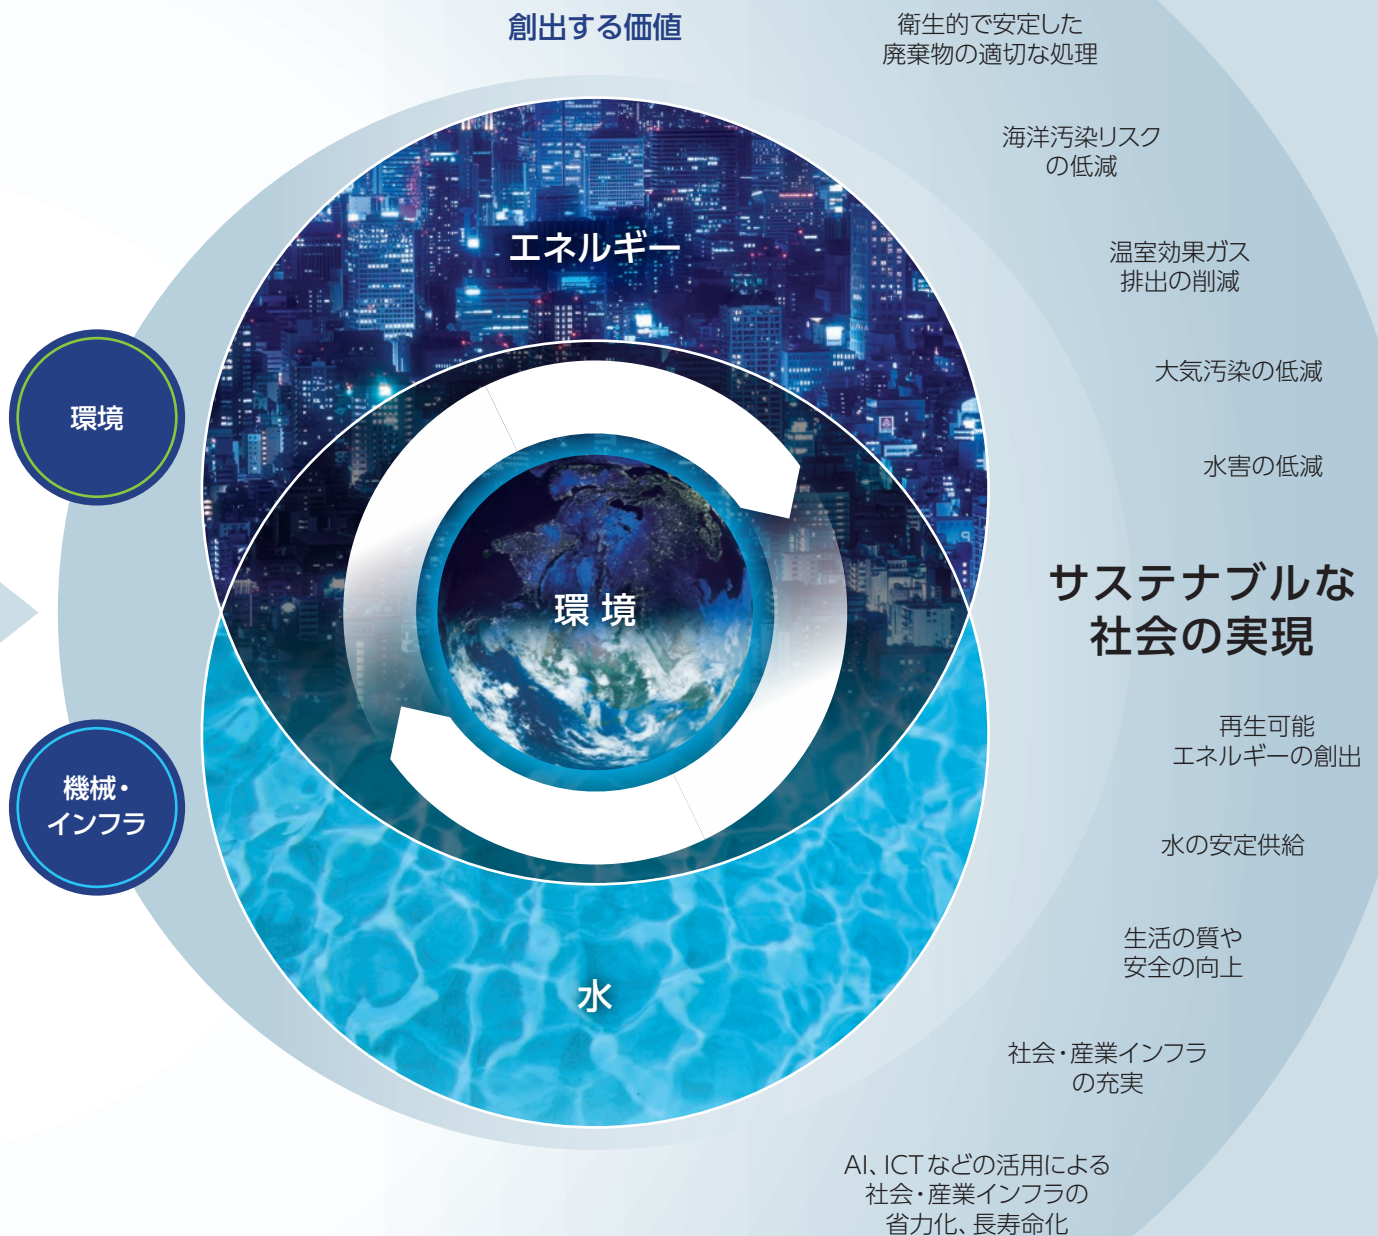 創出する価値
衛生的で安定した
廃棄物の適切な処理
海洋汚染リスク
の低減
温室効果ガス
排出の削減
大気汚染の低減
水害の低減
サステナブルな
社会の実現
再生可能
エネルギーの創出
水の安定供給
生活の質や
安全の向上
社会・産業インフラ
の充実
AI、ICTなどの活用による
社会・産業インフラの
省力化、長寿命化
エネルギー
環境
水
環境
機械・
インフラ